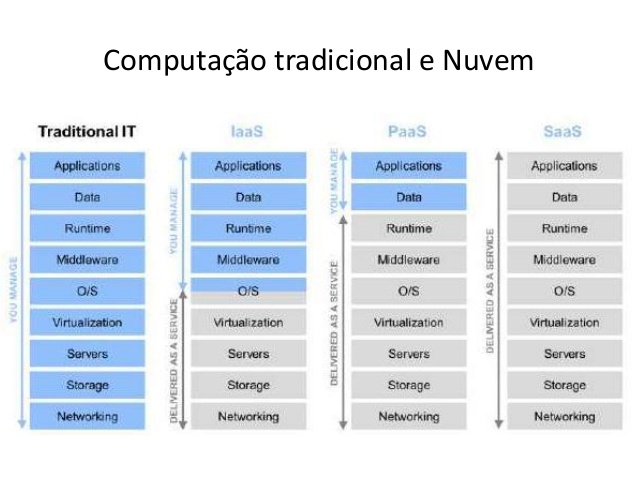 Computação tradicional e Nuvem
Traditional IT
YOU MANAGE
Applications
Data
Runtime
Middleware
O/S
Virtualization
Servers
Storage
Networking
IaaS
YOU MANAGE
DELIVERED AS A SERVICE
Applications
Data
Runtime
Middleware
O/S
Virtualization
Servers
Storage
Networking
PaaS
YOU MANAGE
DELIVERED AS A SERVICE
Applications
Data
Runtime
Middleware
O/S
Virtualization
Servers
Storage
Networking
SaaS
DELIVERED AS A SERVICE
Applications
Data
Runtime
Middleware
O/S
Virtualization
Servers
Storage
Networking